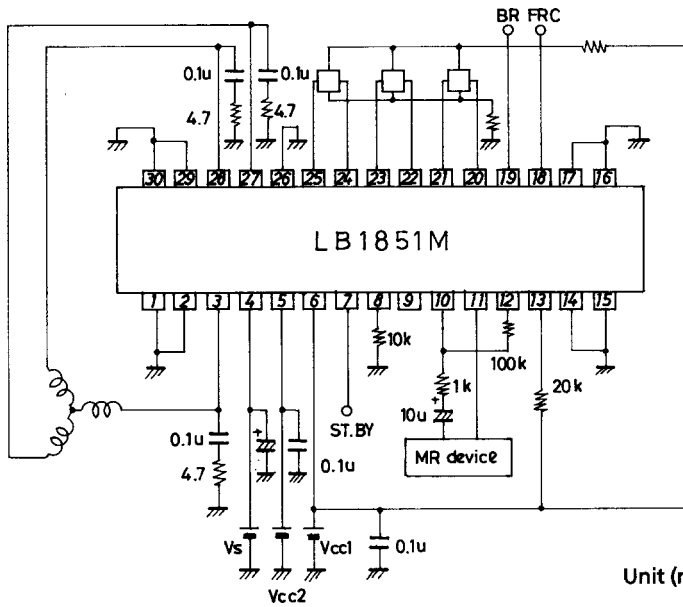 BR FRC
0.1u
0.1u
4.7
4.7
30 29 28 27 26 25 24 23 22 21 20 19 18 17 16
LB1851M
1 2 3 4 5 6 7 8 9 10 11 12 13 14 15
10k
100k
1k
20k
+
10u
ST.BY
MR device
0.1u
+
0.1u
4.7
Vs
Vcc2
Vcc1
0.1u
Unit (r